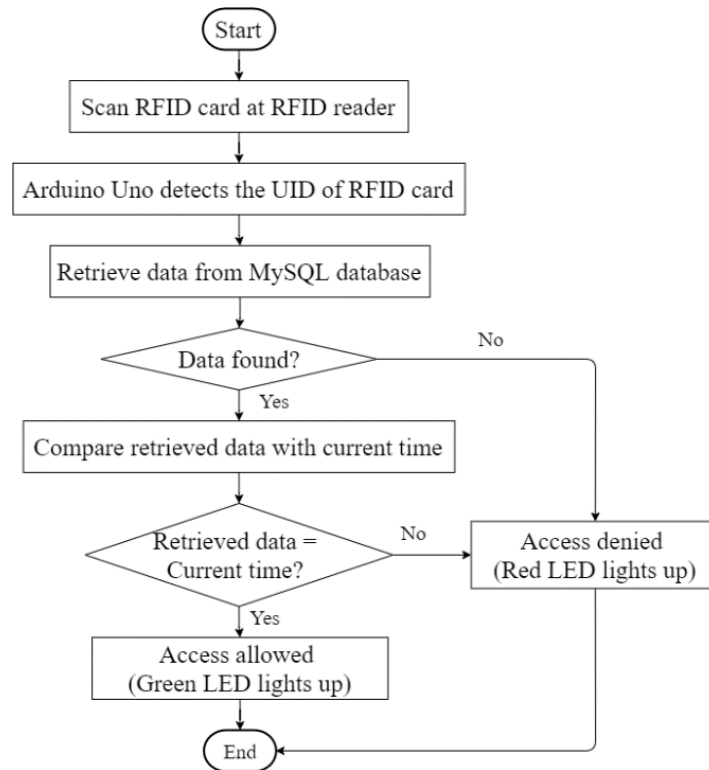 Start
Scan RFID card at RFID reader
Arduino Uno detects the UID of RFID card
Retrieve data from MySQL database
Data found?
No
Yes
Compare retrieved data with current time
Retrieved data =
Current time?
No
Yes
Access denied
(Red LED lights up)
Access allowed
(Green LED lights up)
End